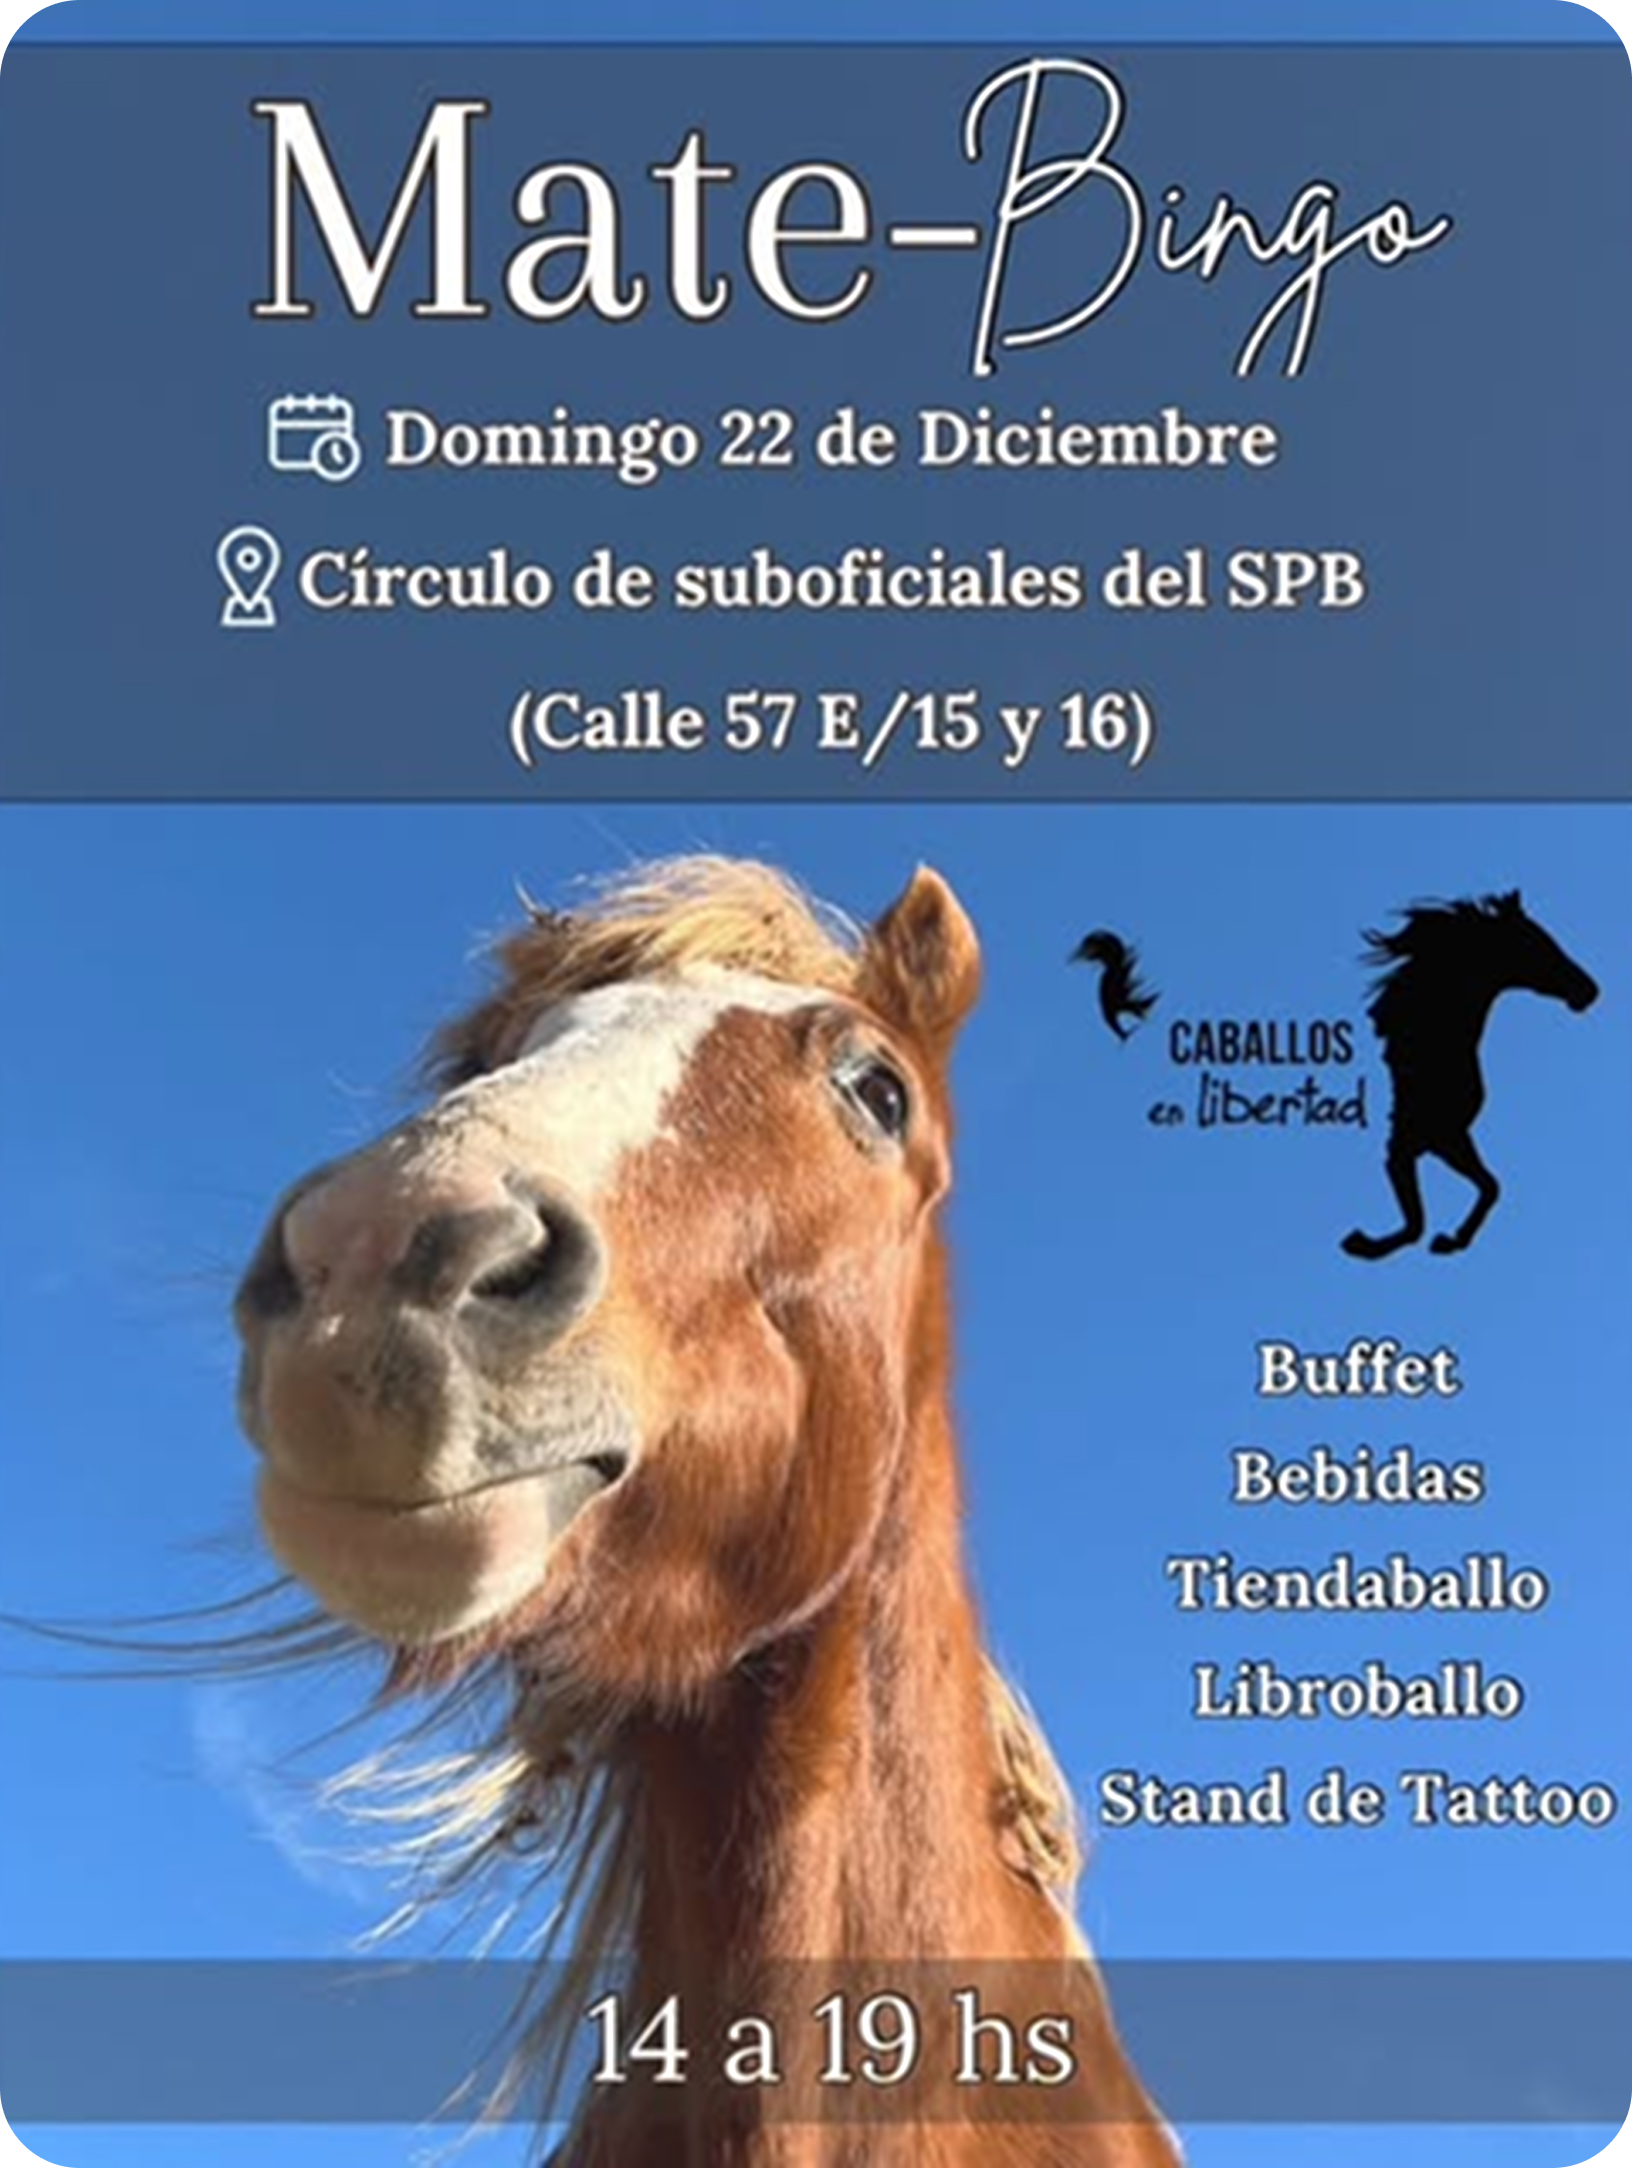 Mate-Bingo
Domingo 22 de Diciembre
Círculo de suboficiales del SPB
(Calle 57 E/15 y 16)
CABALLOS
en libertad
Buffet
Bebidas
Tiendaballo
Libroballo
Stand de Tattoo
14 a 19 hs